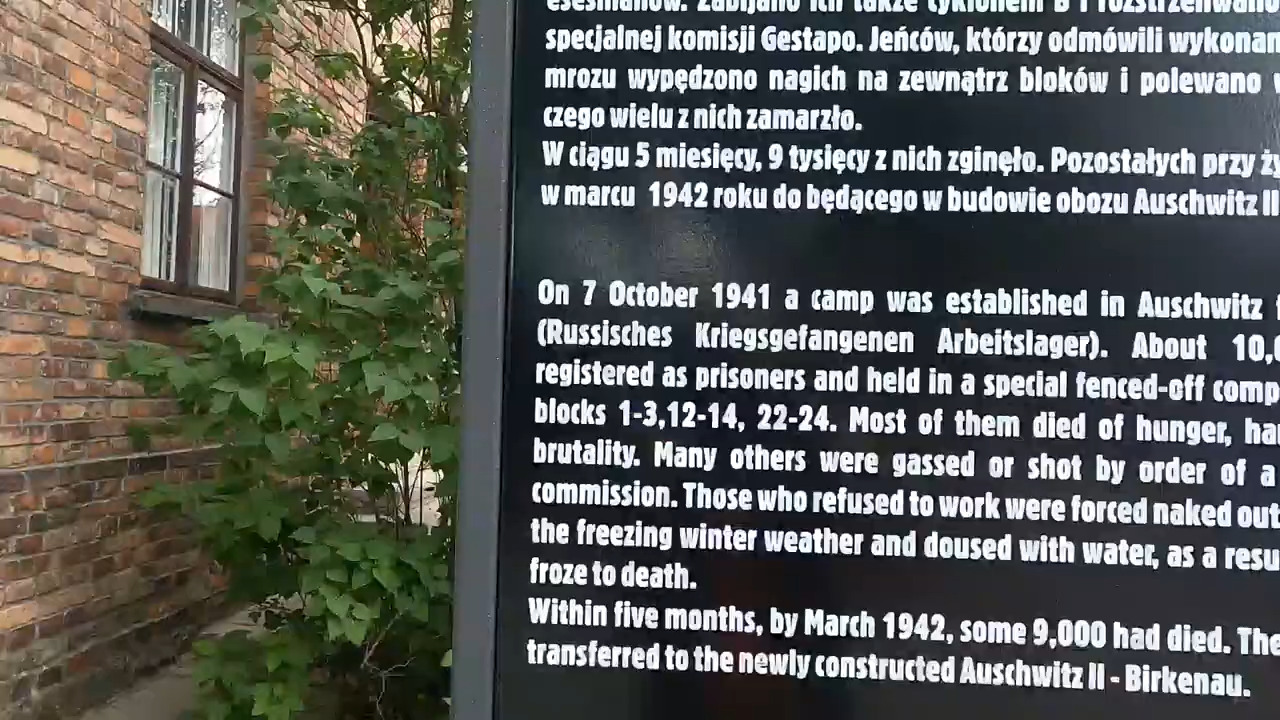 specjalnej komisji Gestapo. Jeńców, którzy odmówili
mrozu wypędzono nagich na zewnątrz bloków i polewano
czego wielu z nich zamarzło.
W ciągu 5 miesięcy, 9 tysięcy z nich zginęło. Pozostałych przy
w marcu 1942 roku do będącego w budowie obozu Auschwitz II
On 7 October 1941 a camp was established in Auschwitz
(Russisches Kriegsgefangenen Arbeitslager). About
registered as prisoners and held in a special fenced-off
blocks 1-3,12-14, 22-24. Most of them died of hunger,
brutality. Many others were gassed or shot by order of a
commission. Those who refused to work were forced naked
the freezing winter weather and doused with water, as a
froze to death.
Within five months, by March 1942, some 9,000 had died.
transferred to the newly constructed Auschwitz II - Birkenau.